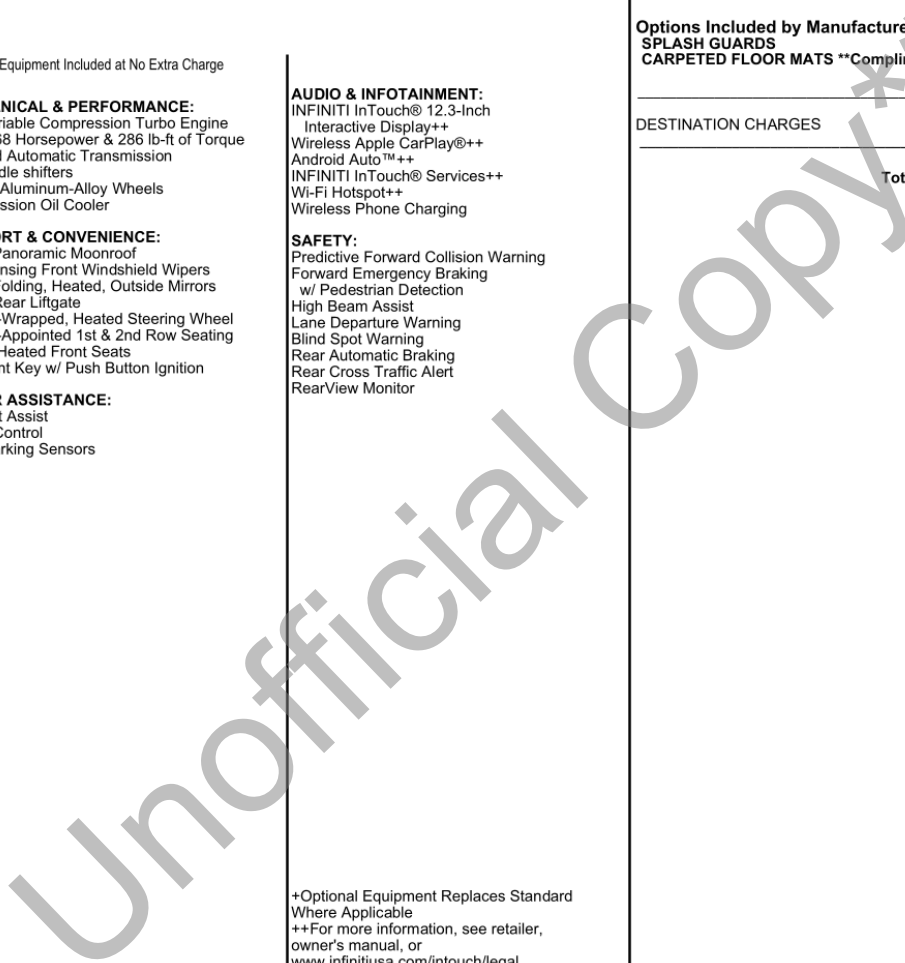 Equipment Included at No Extra Charge
NICAL & PERFORMANCE:
riable Compression Turbo Engine
68 Horsepower & 286 lb-ft of Torque
Automatic Transmission
dle shifters
Aluminum-Alloy Wheels
ssion Oil Cooler
RT & CONVENIENCE:
Panoramic Moonroof
nsing Front Windshield Wipers
Folding, Heated, Outside Mirrors
Rear Liftgate
-Wrapped, Heated Steering Wheel
-Appointed 1st & 2nd Row Seating
Heated Front Seats
nt Key w/ Push Button Ignition
R ASSISTANCE:
t Assist
Control
rking Sensors
AUDIO & INFOTAINMENT:
INFINITI InTouch® 12.3-Inch
Interactive Display++
Wireless Apple CarPlay®++
Android Auto™++
INFINITI InTouch® Services++
Wi-Fi Hotspot++
Wireless Phone Charging
SAFETY:
Predictive Forward Collision Warning
Forward Emergency Braking
w/ Pedestrian Detection
High Beam Assist
Lane Departure Warning
Blind Spot Warning
Rear Automatic Braking
Rear Cross Traffic Alert
RearView Monitor
+Optional Equipment Replaces Standard
Where Applicable
++For more information, see retailer,
owner's manual, or
www.infinitiusa.com/intouch/legal
Options Included by Manufacture
SPLASH GUARDS
CARPETED FLOOR MATS **Compli
DESTINATION CHARGES
Tot
Unofficial Copy**